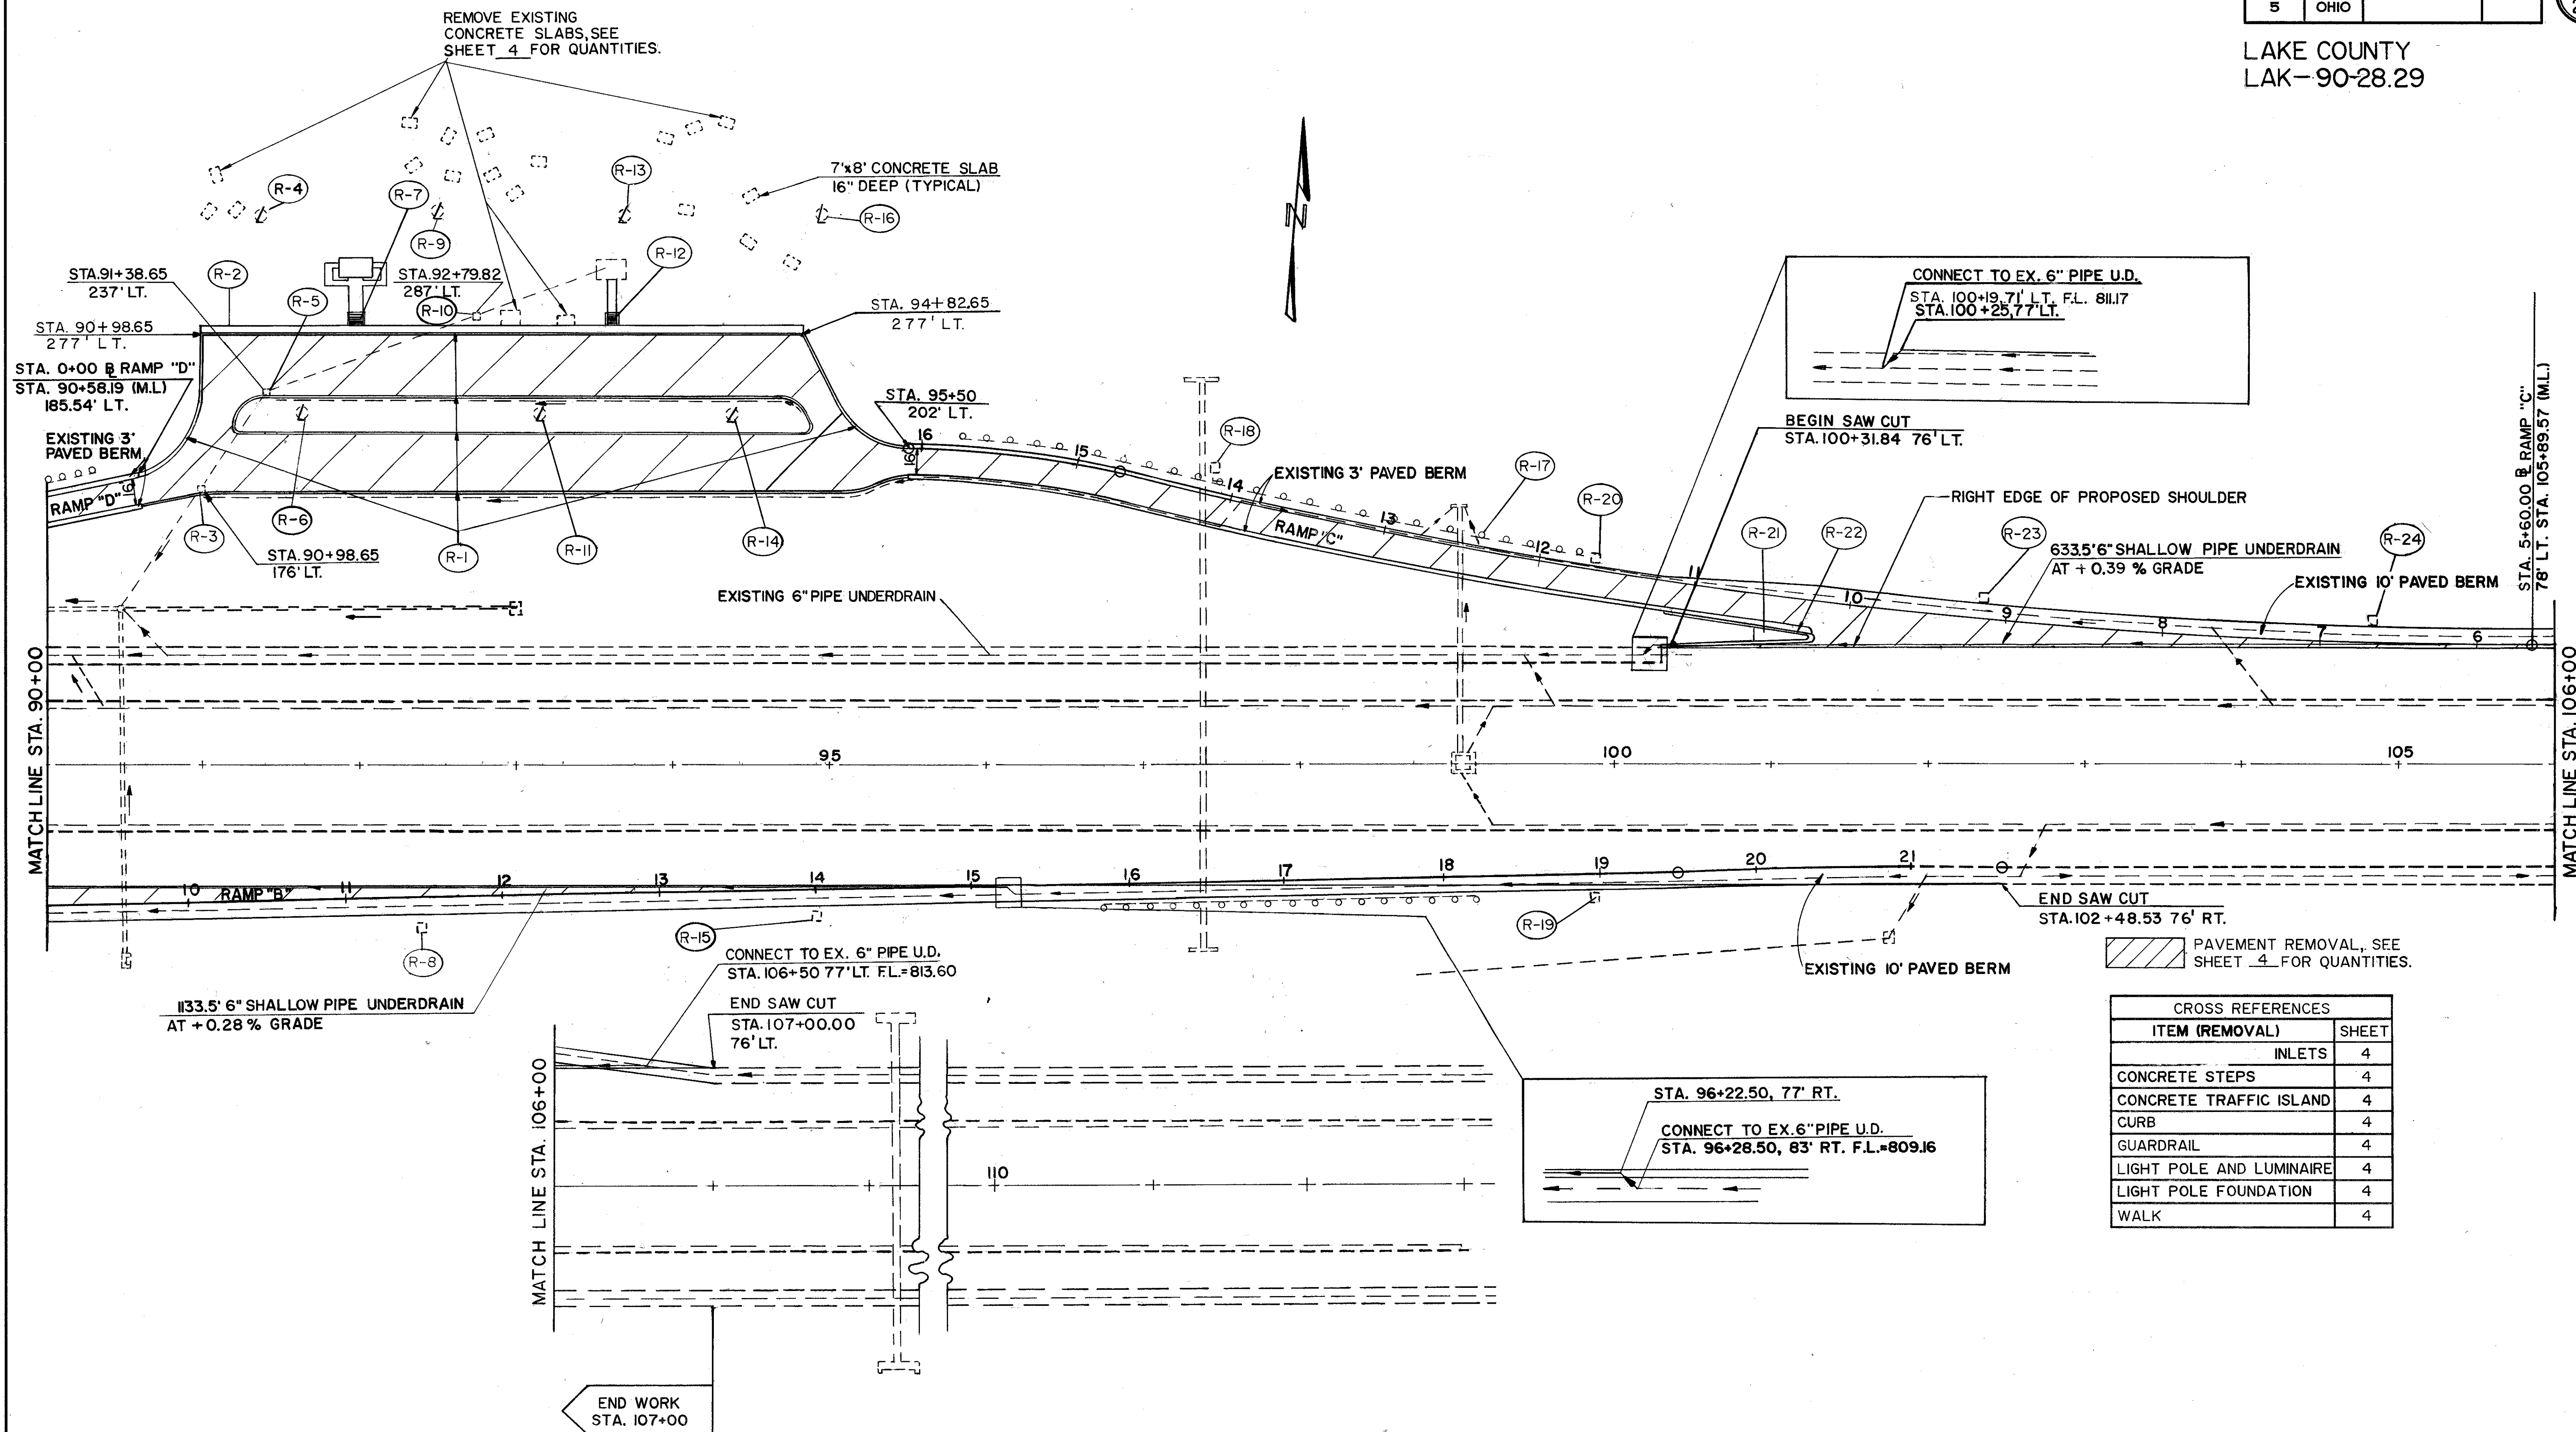 5 OHIO
LAKE COUNTY
LAK-90-28.29
REMOVE EXISTING
CONCRETE SLABS, SEE
SHEET 4 FOR QUANTITIES.
7'x8' CONCRETE SLAB
16" DEEP (TYPICAL)
R-4
R-7
R-13
R-9
R-16
R-12
R-2
R-5
R-10
STA.91+38.65
237' LT.
STA.92+79.82
287' LT.
STA. 90+98.65
277' LT.
STA. 94+82.65
277' LT.
STA. 0+00 BL RAMP "D"
STA. 90+58.19 (M.L)
185.54' LT.
EXISTING 3'
PAVED BERM
16'
RAMP "D"
STA. 95+50
202' LT.
16
16'
15
14
13
12
11
10
9
8
7
6
R-18
R-17
R-20
EXISTING 3' PAVED BERM
RAMP "C"
R-3
R-6
R-1
R-11
R-14
STA.90+98.65
176' LT.
N
CONNECT TO EX. 6" PIPE U.D.
STA. 100+19,71' LT, F.L. 811.17
STA.100+25,77'LT.
BEGIN SAW CUT
STA.100+31.84 76' LT.
RIGHT EDGE OF PROPOSED SHOULDER
R-21
R-22
R-23
R-24
633.5' 6" SHALLOW PIPE UNDERDRAIN
AT + 0.39 % GRADE
EXISTING 10' PAVED BERM
STA. 5+60.00 BL RAMP "C"
78' LT. STA. 105+89.57 (M.L.)
EXISTING 6" PIPE UNDERDRAIN
MATCH LINE STA. 90+00
MATCH LINE STA. 106+00
95
100
105
10
RAMP "B"
11
12
13
14
15
16
17
18
19
20
21
R-8
R-15
R-19
END SAW CUT
STA.102+48.53 76' RT.
EXISTING 10' PAVED BERM
PAVEMENT REMOVAL, SEE
SHEET 4 FOR QUANTITIES.
1133.5' 6" SHALLOW PIPE UNDERDRAIN
AT +0.28% GRADE
CONNECT TO EX. 6" PIPE U.D.
STA. 106+50 77' LT. F.L.=813.60
END SAW CUT
STA.107+00.00
76' LT.
MATCH LINE STA. 106+00
110
END WORK
STA. 107+00
STA. 96+22.50, 77' RT.
CONNECT TO EX.6" PIPE U.D.
STA. 96+28.50, 83' RT. F.L.=809.16
CROSS REFERENCES
ITEM (REMOVAL) SHEET
INLETS 4
CONCRETE STEPS 4
CONCRETE TRAFFIC ISLAND 4
CURB 4
GUARDRAIL 4
LIGHT POLE AND LUMINAIRE 4
LIGHT POLE FOUNDATION 4
WALK 4